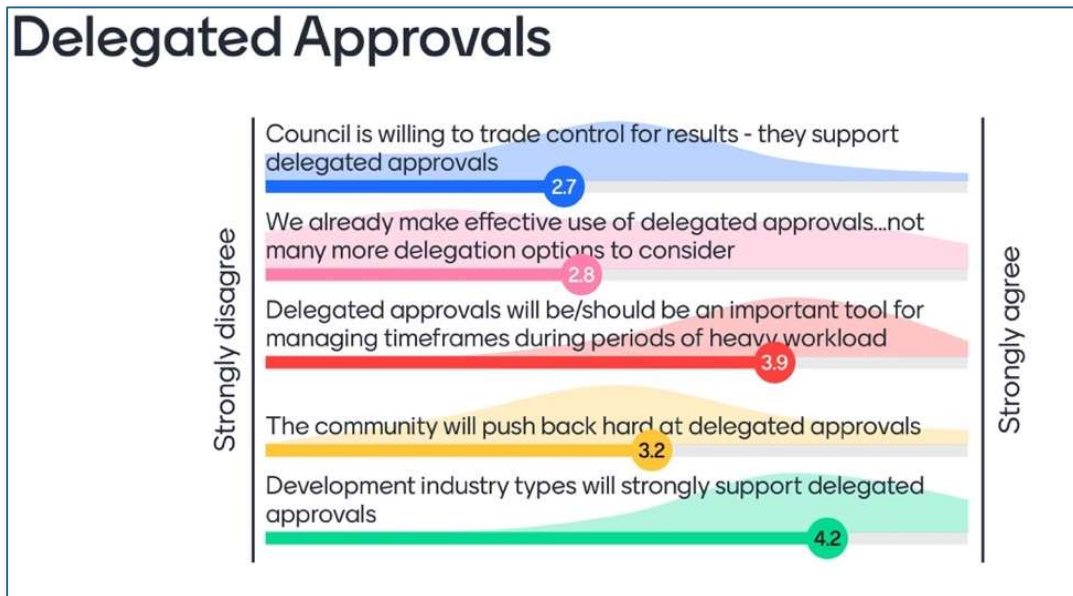 Delegated Approvals
Strongly disagree
Council is willing to trade control for results - they support
delegated approvals
2.7
We already make effective use of delegated approvals...not
many more delegation options to consider
2.8
Delegated approvals will be/should be an important tool for
managing timeframes during periods of heavy workload
3.9
The community will push back hard at delegated approvals
3.2
Development industry types will strongly support delegated
approvals
4.2
Strongly agree